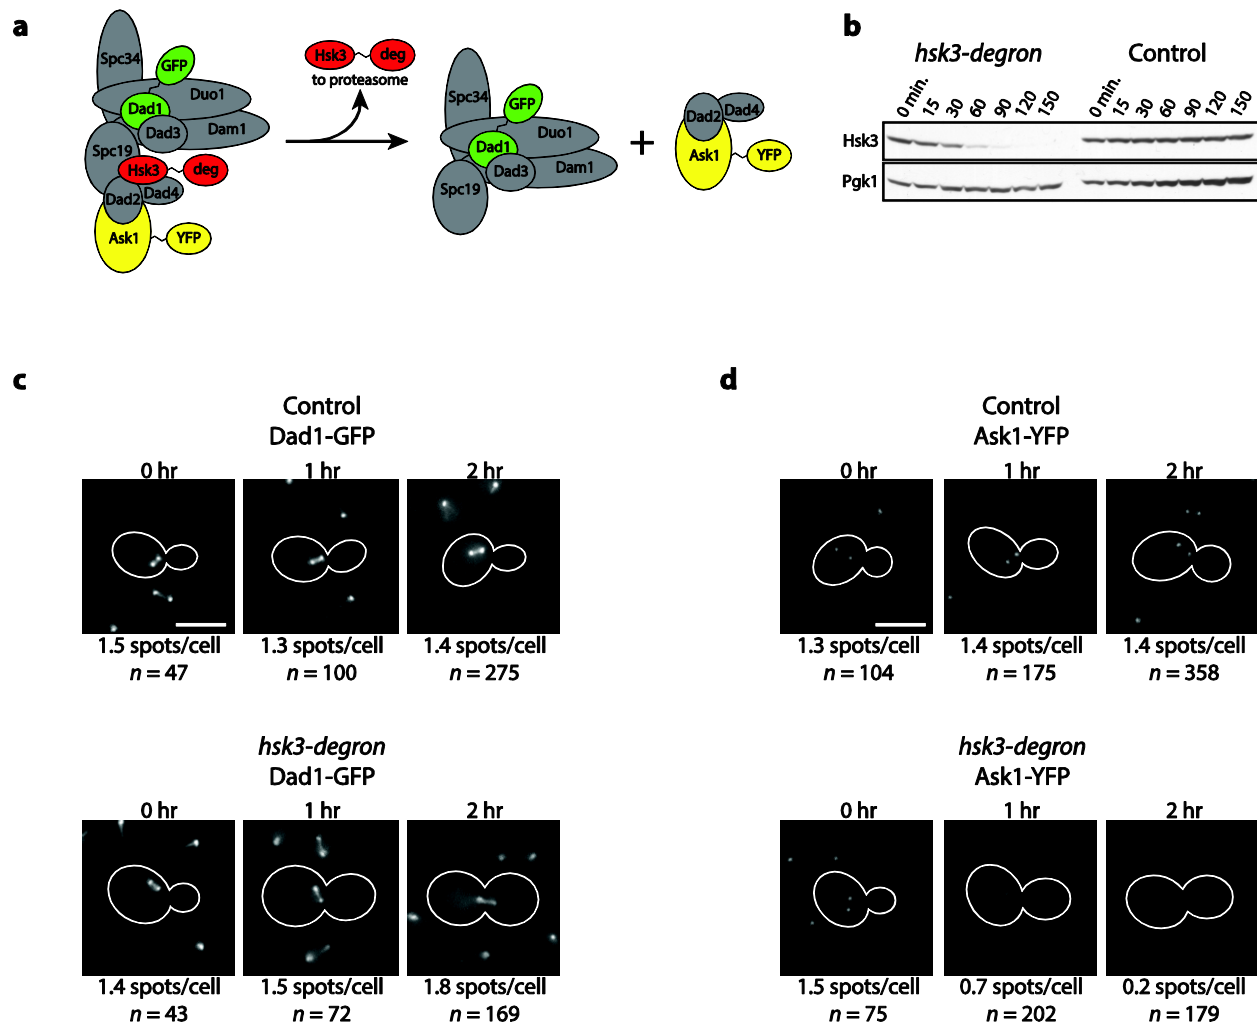 a
Spc34
GFP
Duo1
Dad1
Dad3
Dam1
Spc19
Hsk3
deg
Dad2
Dad4
Ask1
YFP
Hsk3
deg
to proteasome
Spc34
GFP
Duo1
Dad1
Dad3
Dam1
Spc19
+
Dad2
Dad4
Ask1
YFP
b
hsk3-degron Control
0 min. 15 30 60 90 120 150 0 min. 15 30 60 90 120 150
Hsk3
Pgk1
c
Control
Dad1-GFP
0 hr 1 hr 2 hr
1.5 spots/cell 1.3 spots/cell 1.4 spots/cell
n = 47 n = 100 n = 275
hsk3-degron
Dad1-GFP
0 hr 1 hr 2 hr
1.4 spots/cell 1.5 spots/cell 1.8 spots/cell
n = 43 n = 72 n = 169
d
Control
Ask1-YFP
0 hr 1 hr 2 hr
1.3 spots/cell 1.4 spots/cell 1.4 spots/cell
n = 104 n = 175 n = 358
hsk3-degron
Ask1-YFP
0 hr 1 hr 2 hr
1.5 spots/cell 0.7 spots/cell 0.2 spots/cell
n = 75 n = 202 n = 179